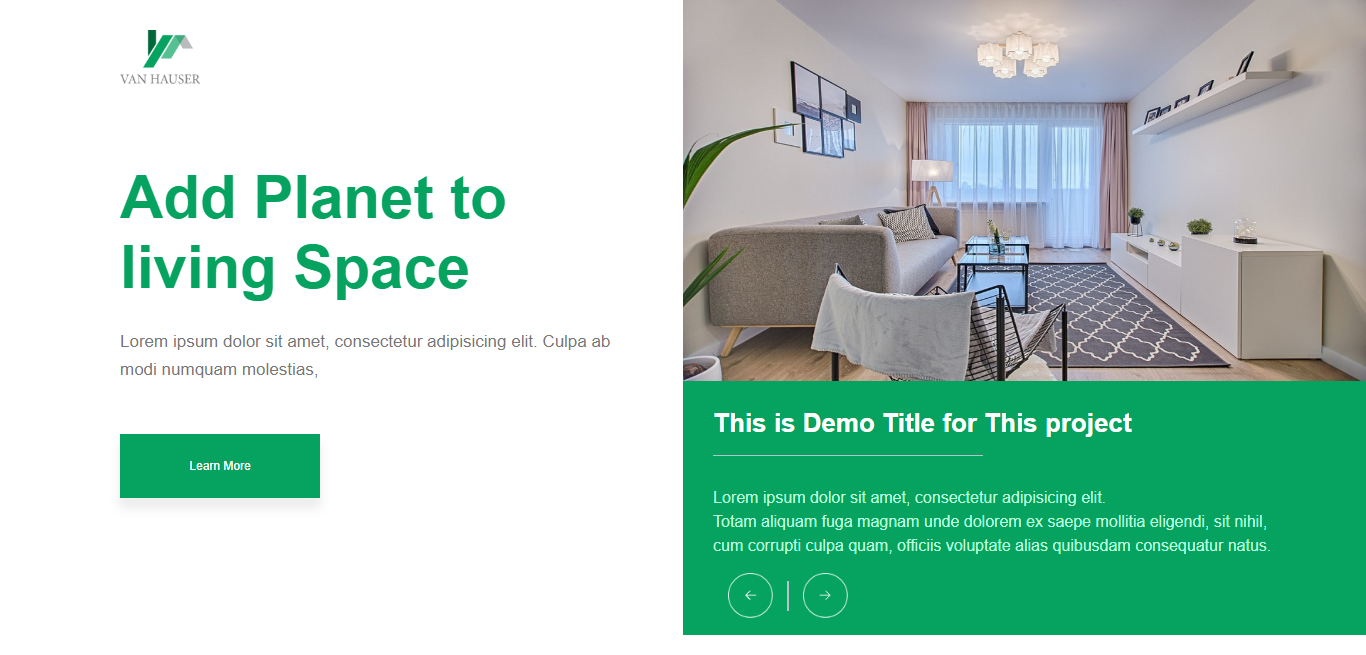 VAN HAUSER
Add Planet to
living Space
Lorem ipsum dolor sit amet, consectetur adipisicing elit. Culpa ab
modi numquam molestias,
Learn More
This is Demo Title for This project
Lorem ipsum dolor sit amet, consectetur adipisicing elit.
Totam aliquam fuga magnam unde dolorem ex saepe mollitia eligendi, sit nihil,
cum corrupti culpa quam, officiis voluptate alias quibusdam consequatur natus.